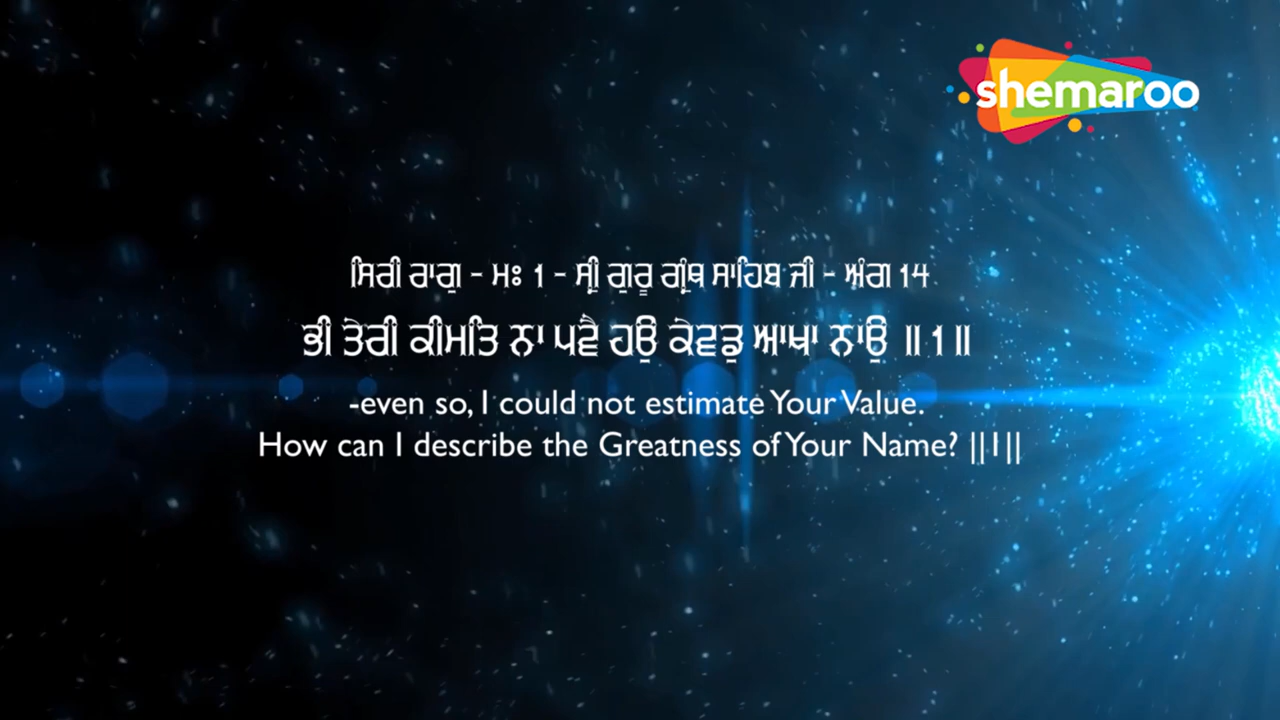 shemaroo
ਸਿਰੀ ਰਾਗੁ - ਮਃ 1 - ਸ੍ਰੀ ਗੁਰੂ ਗ੍ਰੰਥ ਸਾਹਿਬ ਜੀ - ਅੰਗ 14
ਭੀ ਤੇਰੀ ਕੀਮਤਿ ਨਾ ਪਵੈ ਹਉ ਕੇਵਡੁ ਆਖਾ ਨਾਉ ॥ 1 ॥
-even so, I could not estimate Your Value.
How can I describe the Greatness of Your Name? ||1||